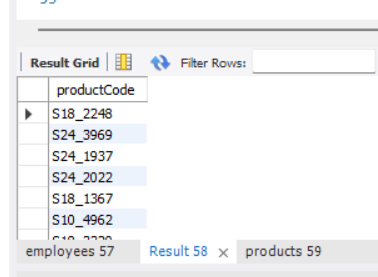 Result Grid Filter Rows:
productCode
S18_2248
S24_3969
S24_1937
S24_2022
S18_1367
S10_4962
employees 57 Result 58 × products 59